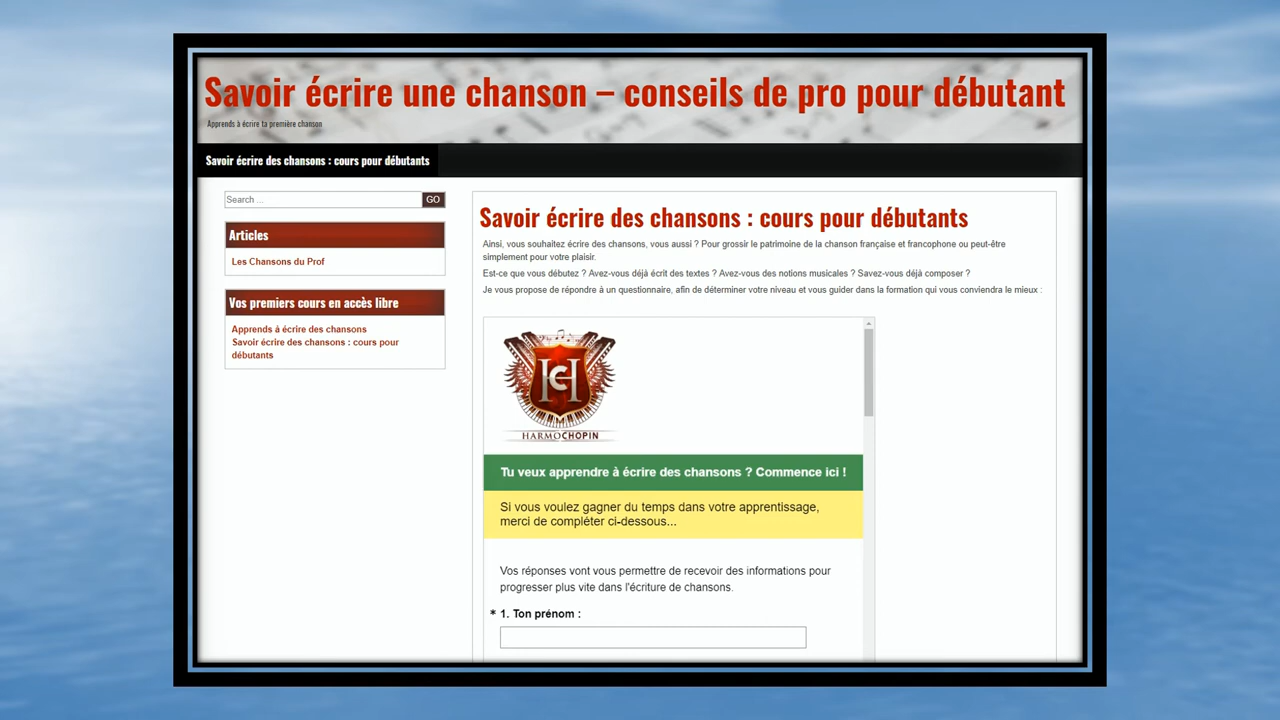 Savoir écrire une chanson – conseils de pro pour débutant
Apprends à écrire ta première chanson
Savoir écrire des chansons : cours pour débutants
Search ...
GO
Articles
Les Chansons du Prof
Vos premiers cours en accès libre
Apprends à écrire des chansons
Savoir écrire des chansons : cours pour
débutants
Savoir écrire des chansons : cours pour débutants
Ainsi, vous souhaitez écrire des chansons, vous aussi ? Pour grossir le patrimoine de la chanson française et francophone ou peut-être
simplement pour votre plaisir.
Est-ce que vous débutez ? Avez-vous déjà écrit des textes ? Avez-vous des notions musicales ? Savez-vous déjà composer ?
Je vous propose de répondre à un questionnaire, afin de déterminer votre niveau et vous guider dans la formation qui vous conviendra le mieux :
HC
HARMOCHOPIN
Tu veux apprendre à écrire des chansons ? Commence ici !
Si vous voulez gagner du temps dans votre apprentissage,
merci de compléter ci-dessous...
Vos réponses vont vous permettre de recevoir des informations pour
progresser plus vite dans l'écriture de chansons.
* 1. Ton prénom :